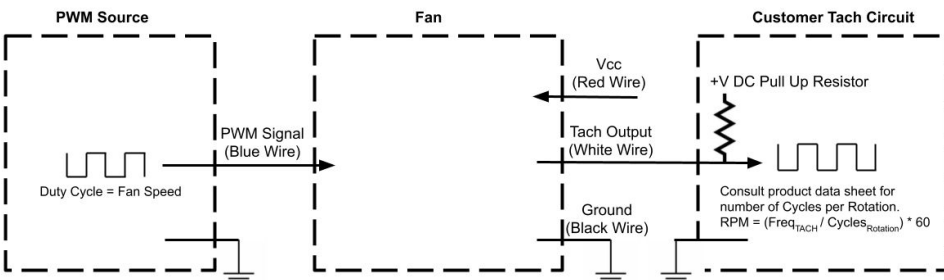 PWM Source
Fan
Customer Tach Circuit
Vcc
(Red Wire)
+V DC Pull Up Resistor
PWM Signal
(Blue Wire)
Tach Output
(White Wire)
Duty Cycle = Fan Speed
Consult product data sheet for
number of Cycles per Rotation.
RPM = (FreqTACH / CyclesRotation) * 60
Ground
(Black Wire)